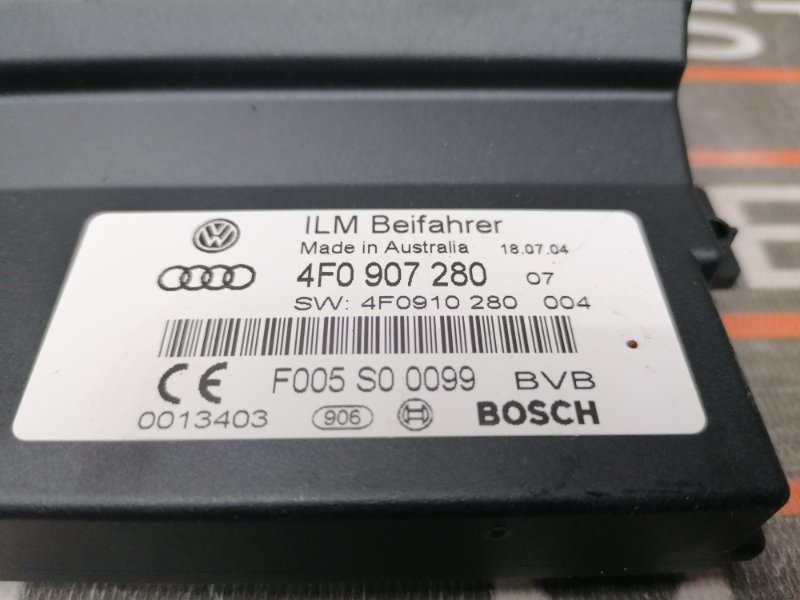 ILM Beifahrer
Made in Australia 18.07.04
4F0 907 280 07
SW: 4F0910 280 004
CE F005 S0 0099 BVB
0013403 906 BOSCH